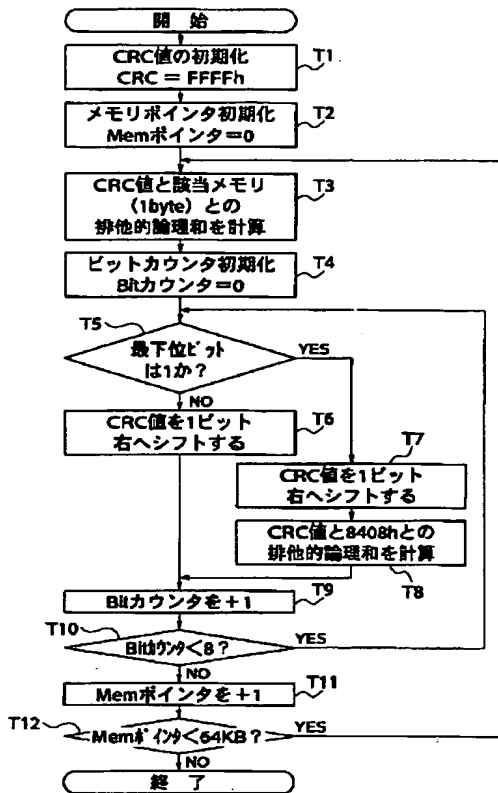 開 始
CRC値の初期化
CRC = FFFFh
T1
メモリポインタ初期化
Memポインタ=0
T2
CRC値と該当メモリ
(1byte)との
排他的論理和を計算
T3
ビットカウンタ初期化
Bitカウンタ=0
T4
T5
最下位ビット
は1か?
YES
NO
CRC値を1ビット
右へシフトする
T6
T7
CRC値を1ビット
右へシフトする
CRC値と8408hとの
排他的論理和を計算
T8
Bitカウンタを+1
T9
T10
Bitカウンタ<8?
YES
NO
Memポインタを+1
T11
T12
Memポインタ<64KB?
YES
NO
終 了